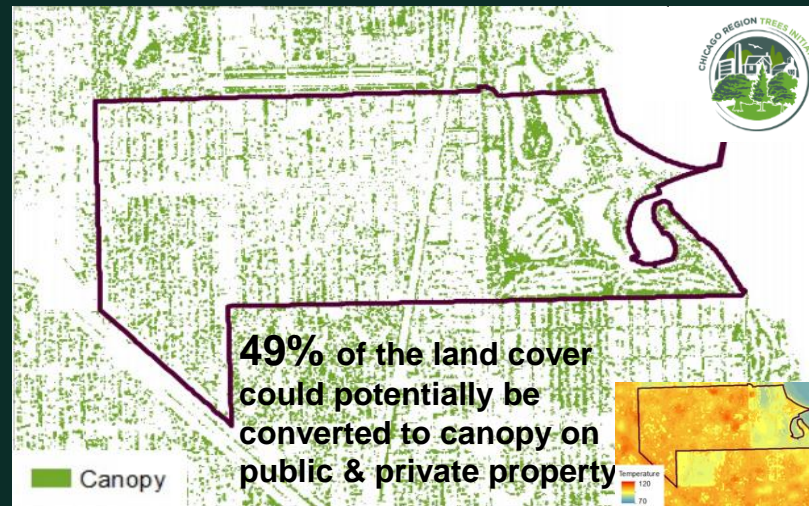 CHICAGO REGION TREES INIT
49% of the land cover
could potentially be
converted to canopy on
public & private property
Canopy
Temperature
120
70